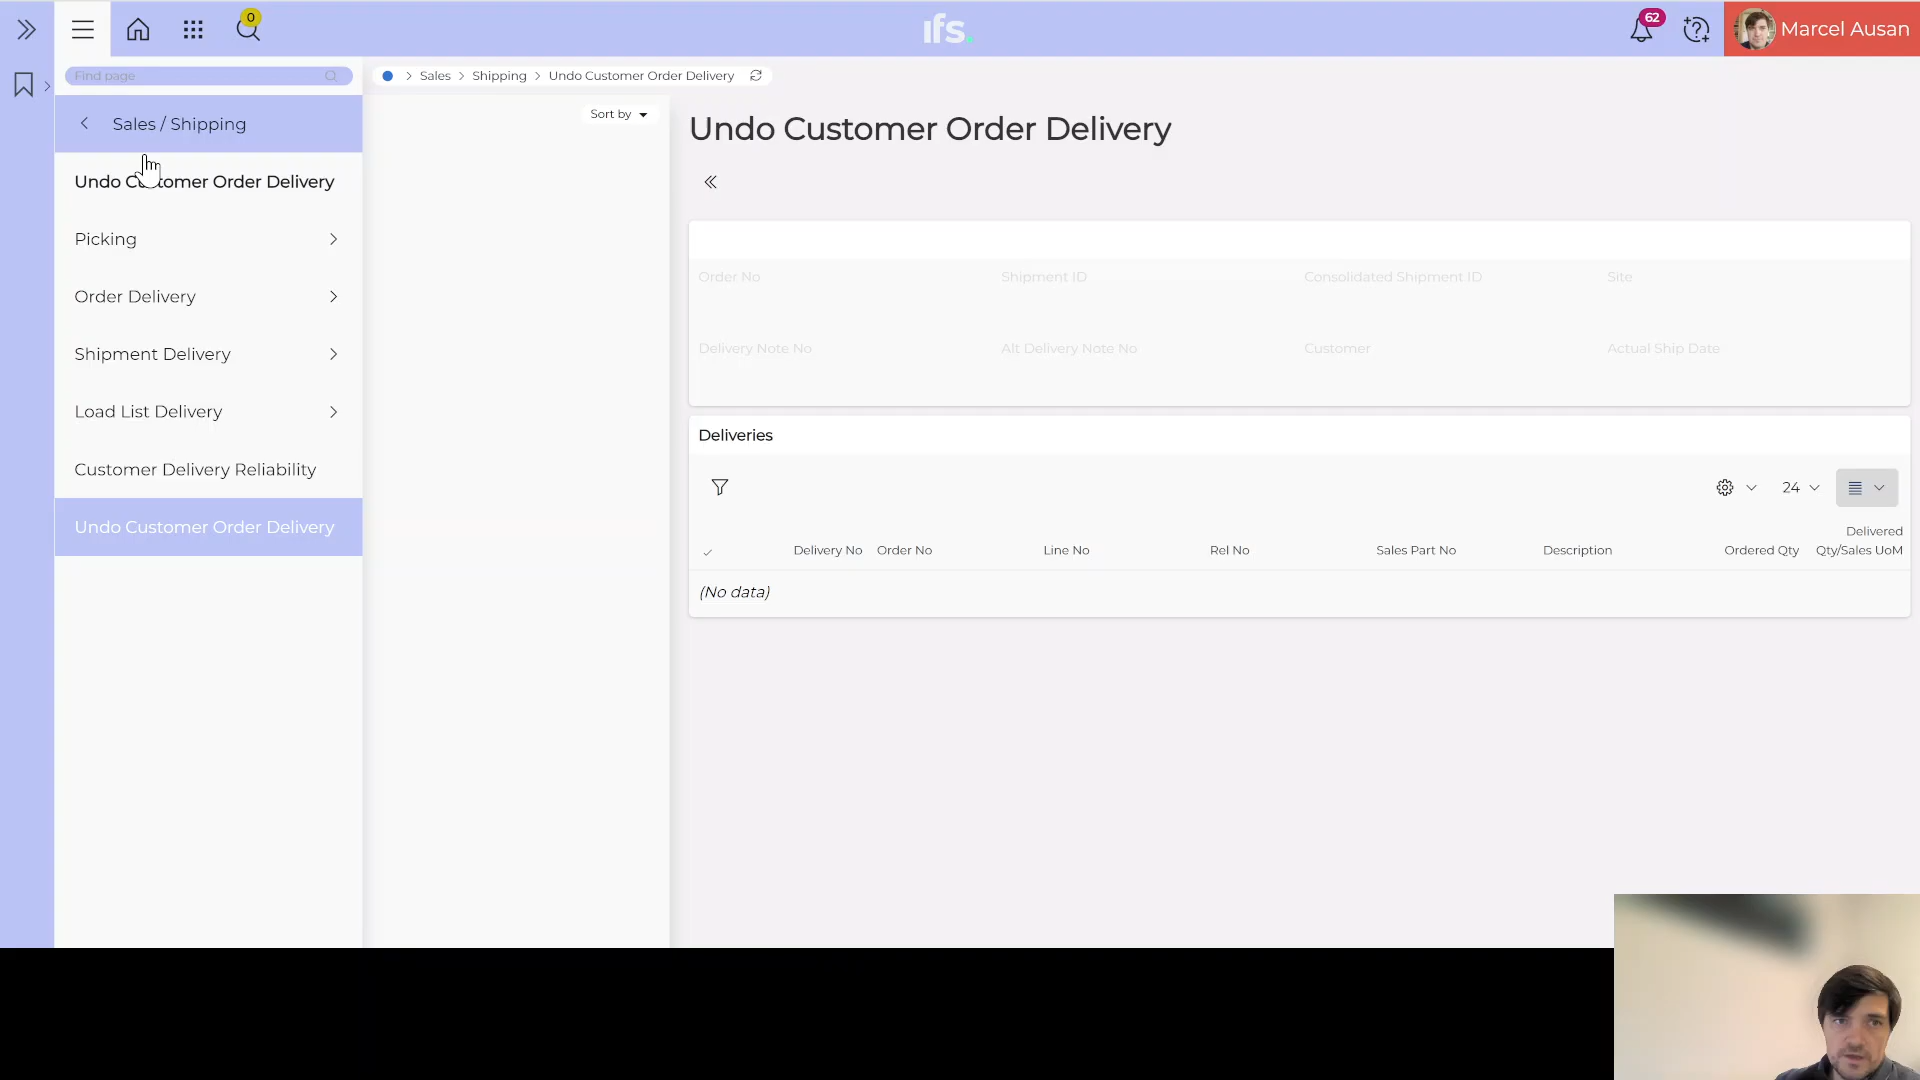 0
ifs.
62
Marcel Ausan
Find page
Sales > Shipping > Undo Customer Order Delivery
Sales / Shipping
Sort by
Undo Customer Order Delivery
Undo Customer Order Delivery
Picking
Order Delivery
Shipment Delivery
Load List Delivery
Customer Delivery Reliability
Undo Customer Order Delivery
Order No
Shipment ID
Consolidated Shipment ID
Site
Delivery Note No
Alt Delivery Note No
Customer
Actual Ship Date
Deliveries
24
Delivery No
Order No
Line No
Rel No
Sales Part No
Description
Ordered Qty
Delivered
Qty/Sales UoM
(No data)